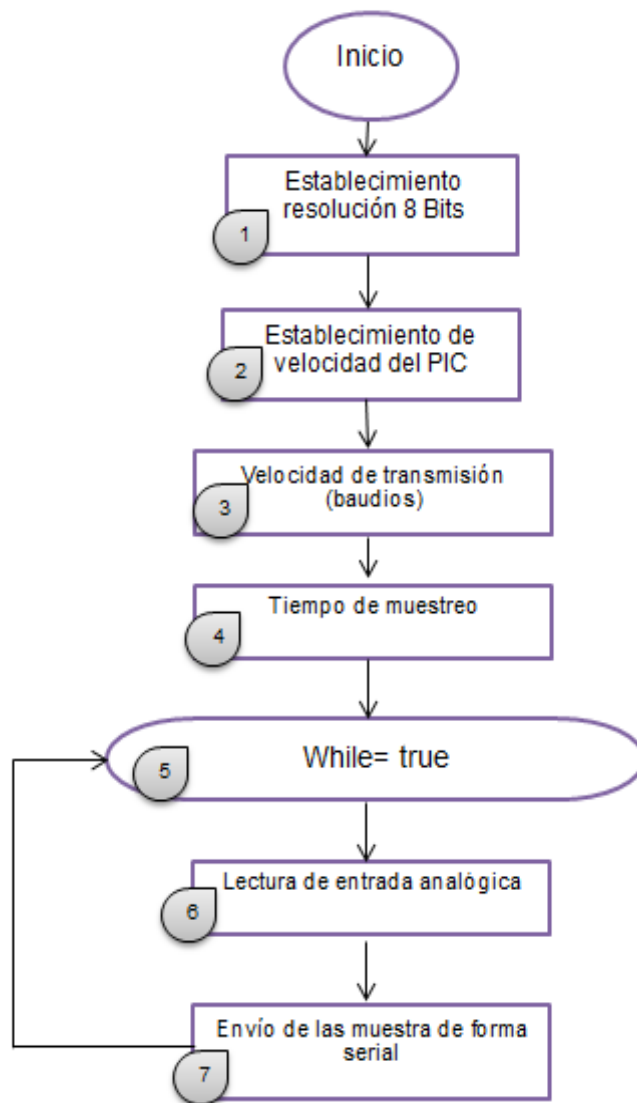 Inicio
Establecimiento
resolución 8 Bits
1
Establecimiento de
velocidad del PIC
2
Velocidad de transmisión
(baudios)
3
Tiempo de muestreo
4
While= true
5
Lectura de entrada analógica
6
Envío de las muestra de forma
serial
7